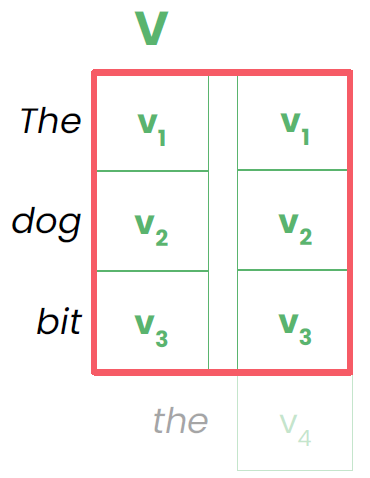 V
The v1 v1
dog v2 v2
bit v3 v3
the v4